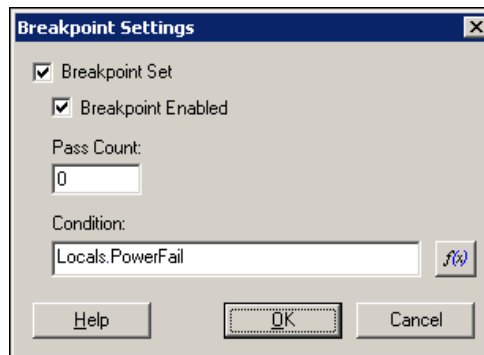 Breakpoint Settings
Breakpoint Set
Breakpoint Enabled
Pass Count:
0
Condition:
Locals.PowerFail
f(x)
Help OK Cancel